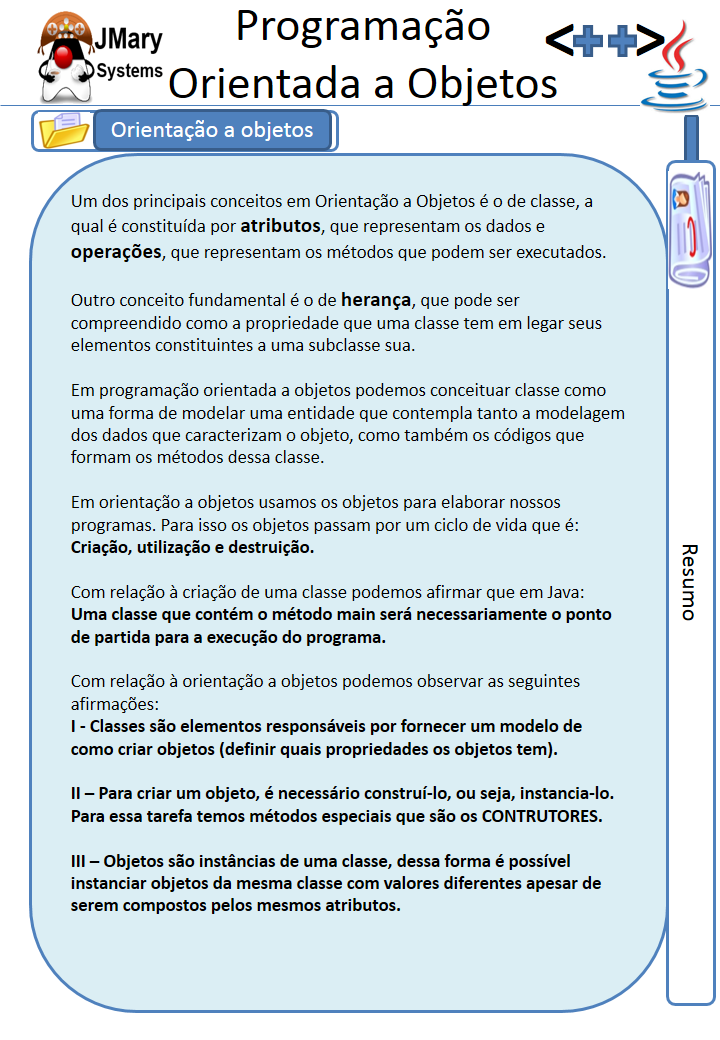 JMary
Systems
Programação
Orientada a Objetos
<++>
Orientação a objetos
Um dos principais conceitos em Orientação a Objetos é o de classe, a
qual é constituída por atributos, que representam os dados e
operações, que representam os métodos que podem ser executados.
Outro conceito fundamental é o de herança, que pode ser
compreendido como a propriedade que uma classe tem em legar seus
elementos constituintes a uma subclasse sua.
Em programação orientada a objetos podemos conceituar classe como
uma forma de modelar uma entidade que contempla tanto a modelagem
dos dados que caracterizam o objeto, como também os códigos que
formam os métodos dessa classe.
Em orientação a objetos usamos os objetos para elaborar nossos
programas. Para isso os objetos passam por um ciclo de vida que é:
Criação, utilização e destruição.
Com relação à criação de uma classe podemos afirmar que em Java:
Uma classe que contém o método main será necessariamente o ponto
de partida para a execução do programa.
Com relação à orientação a objetos podemos observar as seguintes
afirmações:
I - Classes são elementos responsáveis por fornecer um modelo de
como criar objetos (definir quais propriedades os objetos tem).
II – Para criar um objeto, é necessário construí-lo, ou seja, instancia-lo.
Para essa tarefa temos métodos especiais que são os CONTRUTORES.
III – Objetos são instâncias de uma classe, dessa forma é possível
instanciar objetos da mesma classe com valores diferentes apesar de
serem compostos pelos mesmos atributos.
Resumo